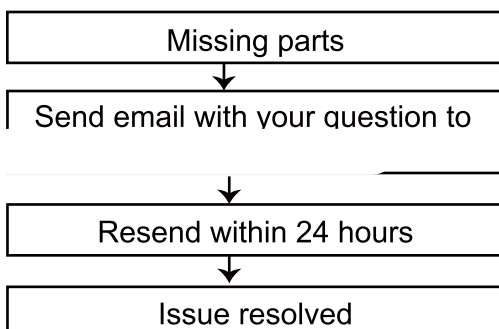 Missing parts
Send email with your question to
Resend within 24 hours
Issue resolved